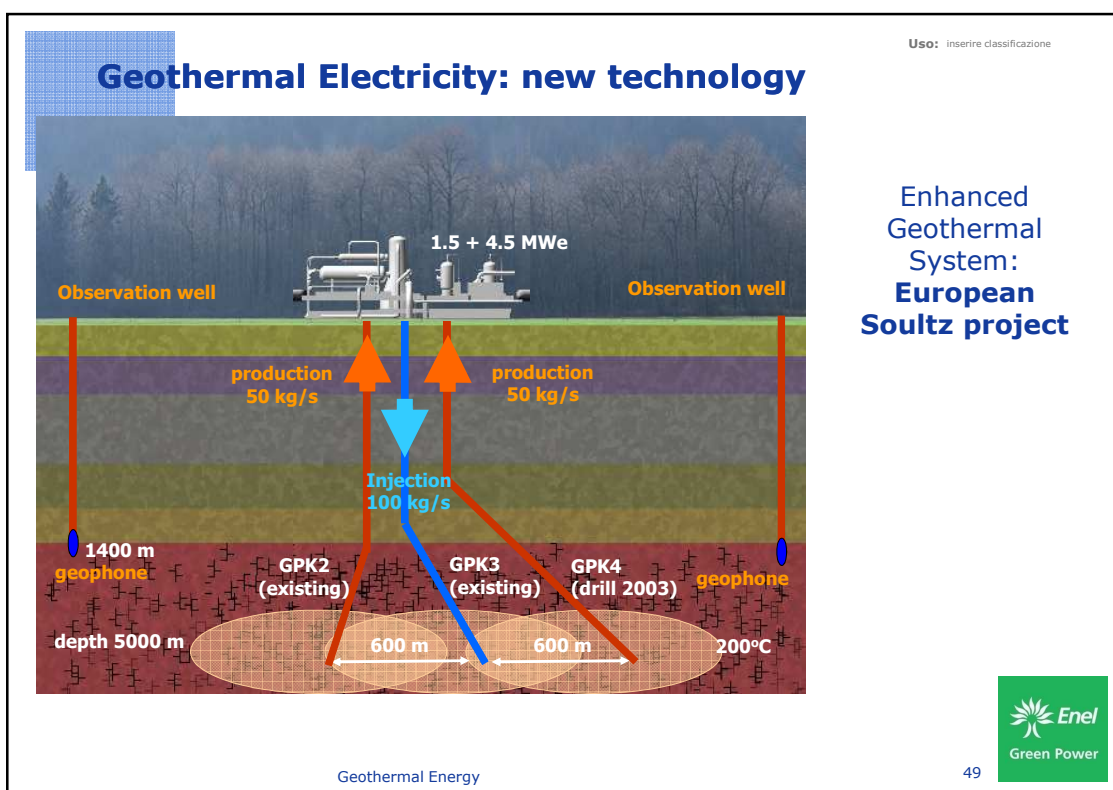 Uso: inserire classificazione
Geothermal Electricity: new technology
1.5 + 4.5 MWe
Observation well
Observation well
production
50 kg/s
production
50 kg/s
Injection
100 kg/s
1400 m
geophone
GPK2
(existing)
GPK3
(existing)
GPK4
(drill 2003)
geophone
depth 5000 m
600 m
600 m
200ºC
Enhanced
Geothermal
System:
European
Soultz project
Enel
Green Power
Geothermal Energy
49